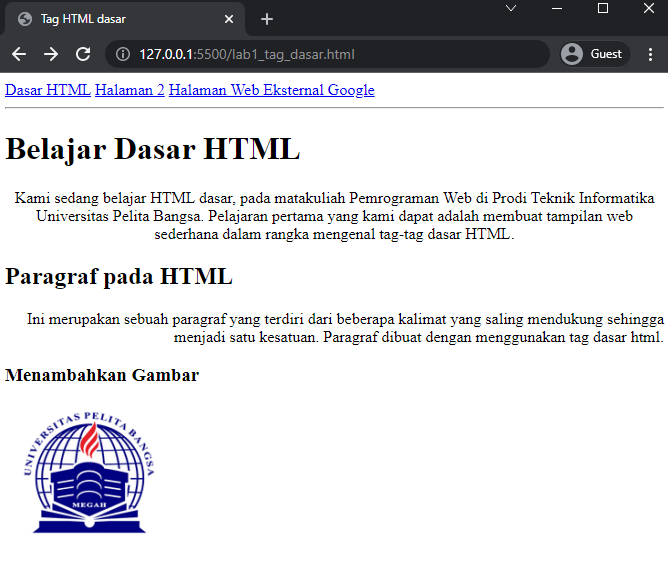 Tag HTML dasar
127.0.0.1:5500/lab1_tag_dasar.html
Guest
Dasar HTML Halaman 2 Halaman Web Eksternal Google
Belajar Dasar HTML
Kami sedang belajar HTML dasar, pada matakuliah Pemrograman Web di Prodi Teknik Informatika
Universitas Pelita Bangsa. Pelajaran pertama yang kami dapat adalah membuat tampilan web
sederhana dalam rangka mengenal tag-tag dasar HTML.
Paragraf pada HTML
Ini merupakan sebuah paragraf yang terdiri dari beberapa kalimat yang saling mendukung sehingga
menjadi satu kesatuan. Paragraf dibuat dengan menggunakan tag dasar html.
Menambahkan Gambar
UNIVERSITAS PELITA BANGSA
MEGAH